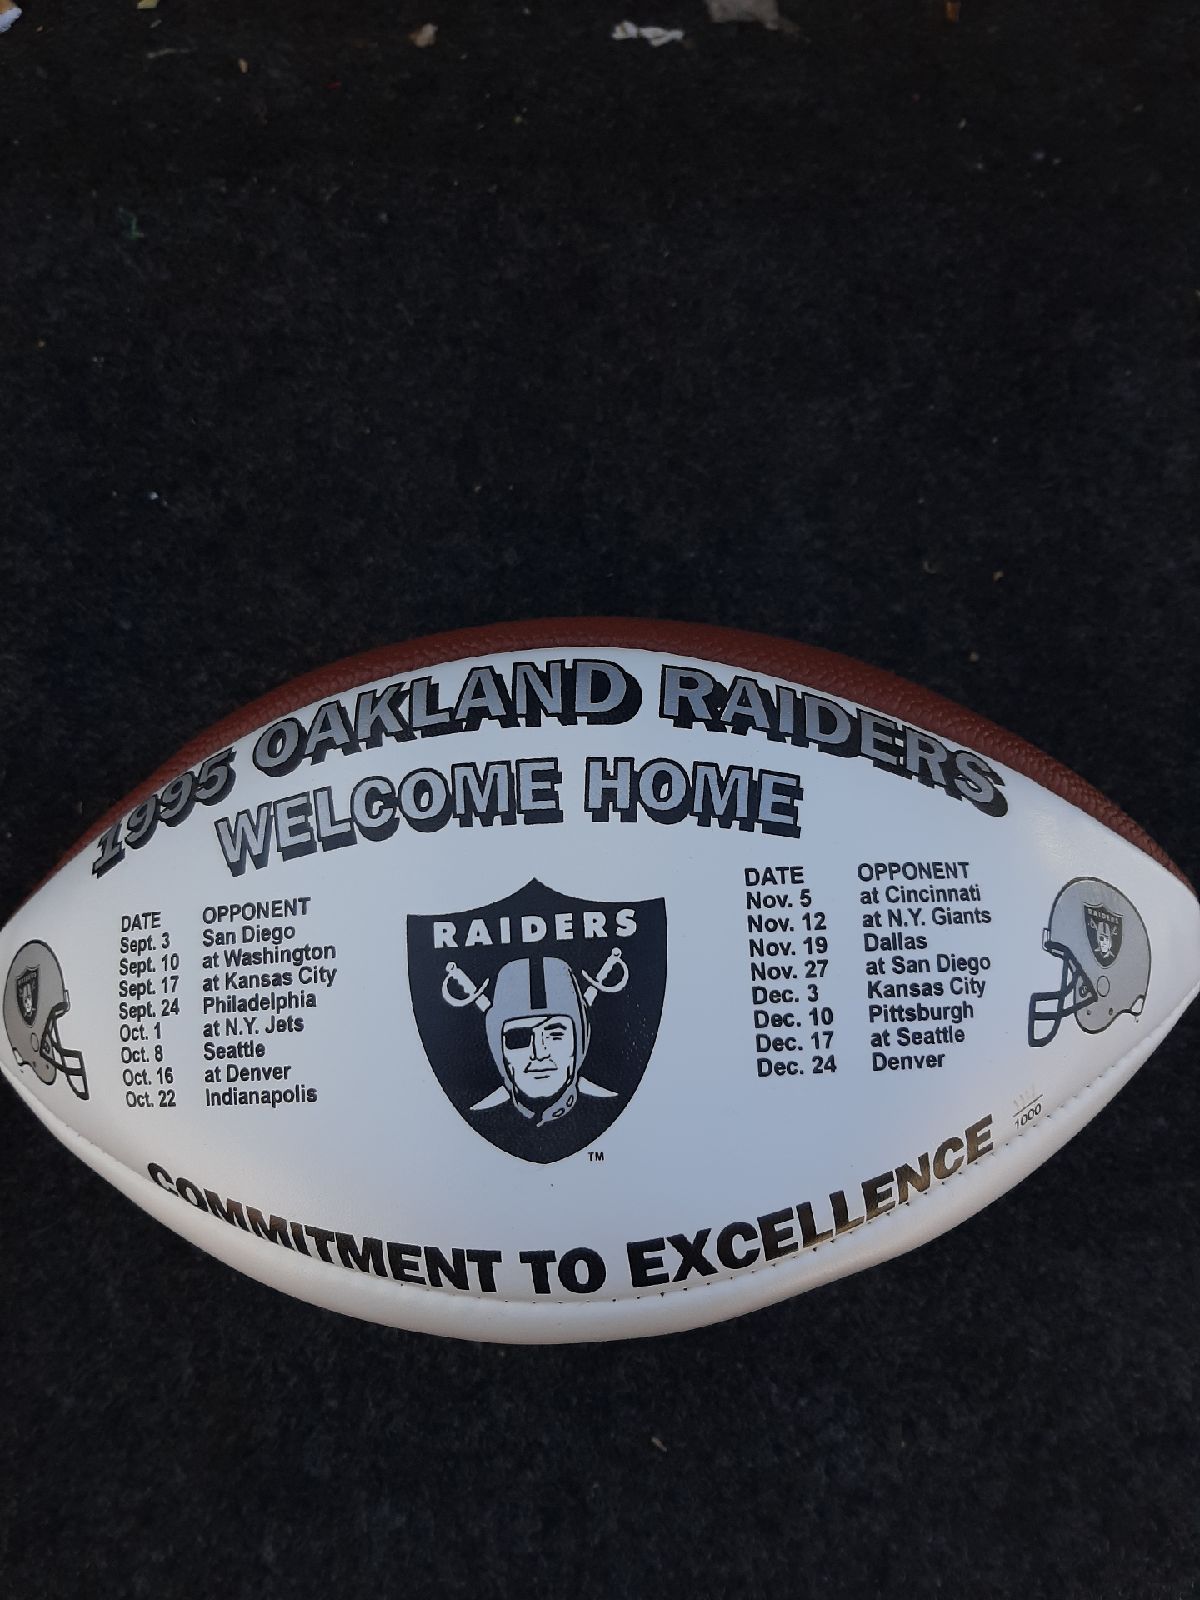 1995 OAKLAND RAIDERS
WELCOME HOME
DATE OPPONENT
Sept. 3 San Diego
Sept. 10 at Washington
Sept. 17 at Kansas City
Sept. 24 Philadelphia
Oct. 1 at N.Y. Jets
Oct. 8 Seattle
Oct. 16 at Denver
Oct. 22 Indianapolis
RAIDERS
TM
DATE OPPONENT
Nov. 5 at Cincinnati
Nov. 12 at N.Y. Giants
Nov. 19 Dallas
Nov. 27 at San Diego
Dec. 3 Kansas City
Dec. 10 Pittsburgh
Dec. 17 at Seattle
Dec. 24 Denver
RAIDERS
1000
COMMITMENT TO EXCELLENCE